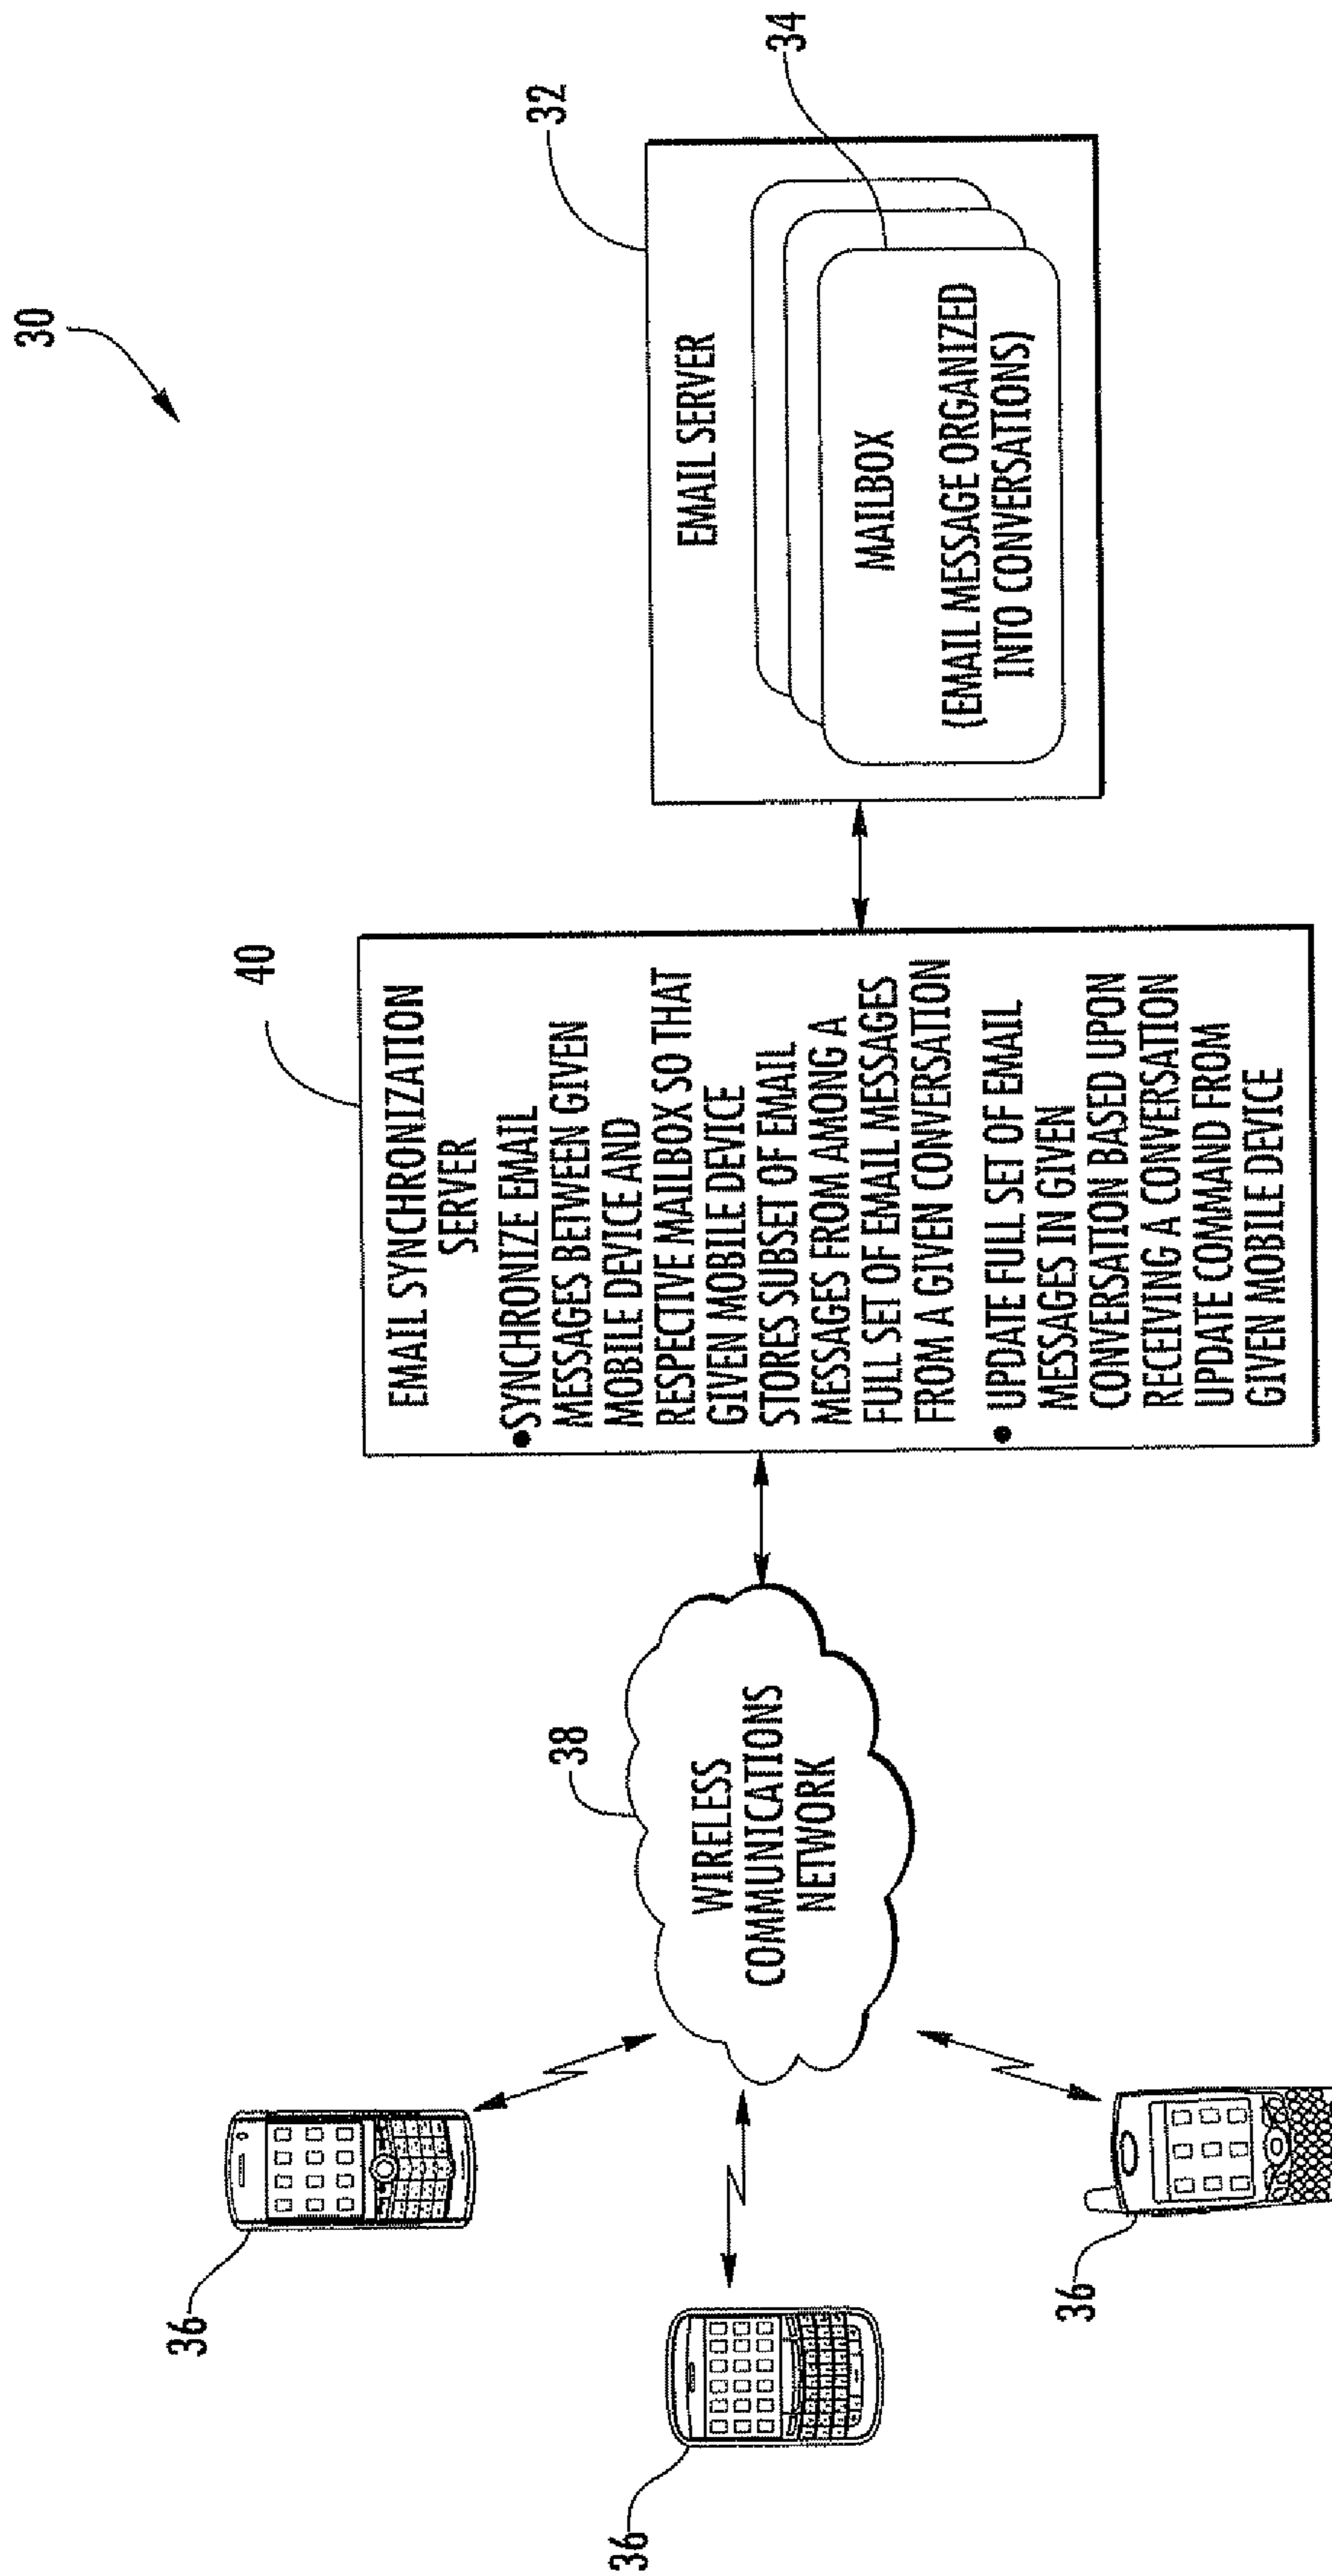 30
36
36
36
38
WIRELESS
COMMUNICATIONS
NETWORK
40
EMAIL SYNCHRONIZATION
SERVER
● SYNCHRONIZE EMAIL
MESSAGES BETWEEN GIVEN
MOBILE DEVICE AND
RESPECTIVE MAILBOX SO THAT
GIVEN MOBILE DEVICE
STORES SUBSET OF EMAIL
MESSAGES FROM AMONG A
FULL SET OF EMAIL MESSAGES
FROM A GIVEN CONVERSATION
● UPDATE FULL SET OF EMAIL
MESSAGES IN GIVEN
CONVERSATION BASED UPON
RECEIVING A CONVERSATION
UPDATE COMMAND FROM
GIVEN MOBILE DEVICE
32
EMAIL SERVER
34
MAILBOX
(EMAIL MESSAGE ORGANIZED
INTO CONVERSATIONS)